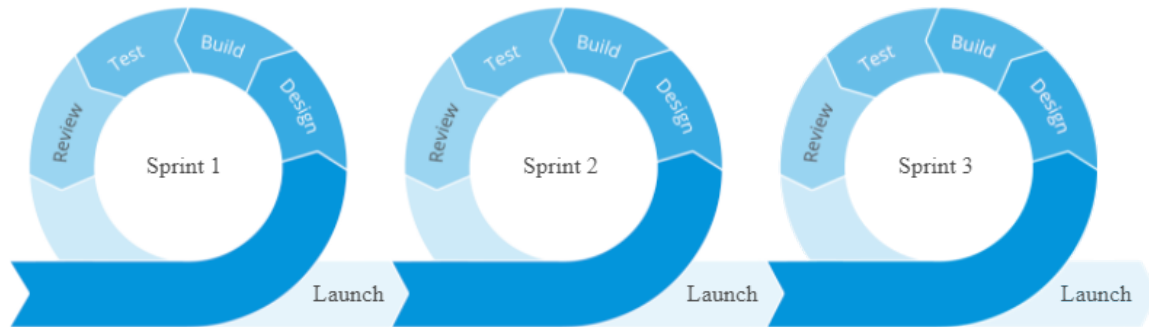 Design
Build
Test
Review
Sprint 1
Launch
Design
Build
Test
Review
Sprint 2
Launch
Design
Build
Test
Review
Sprint 3
Launch